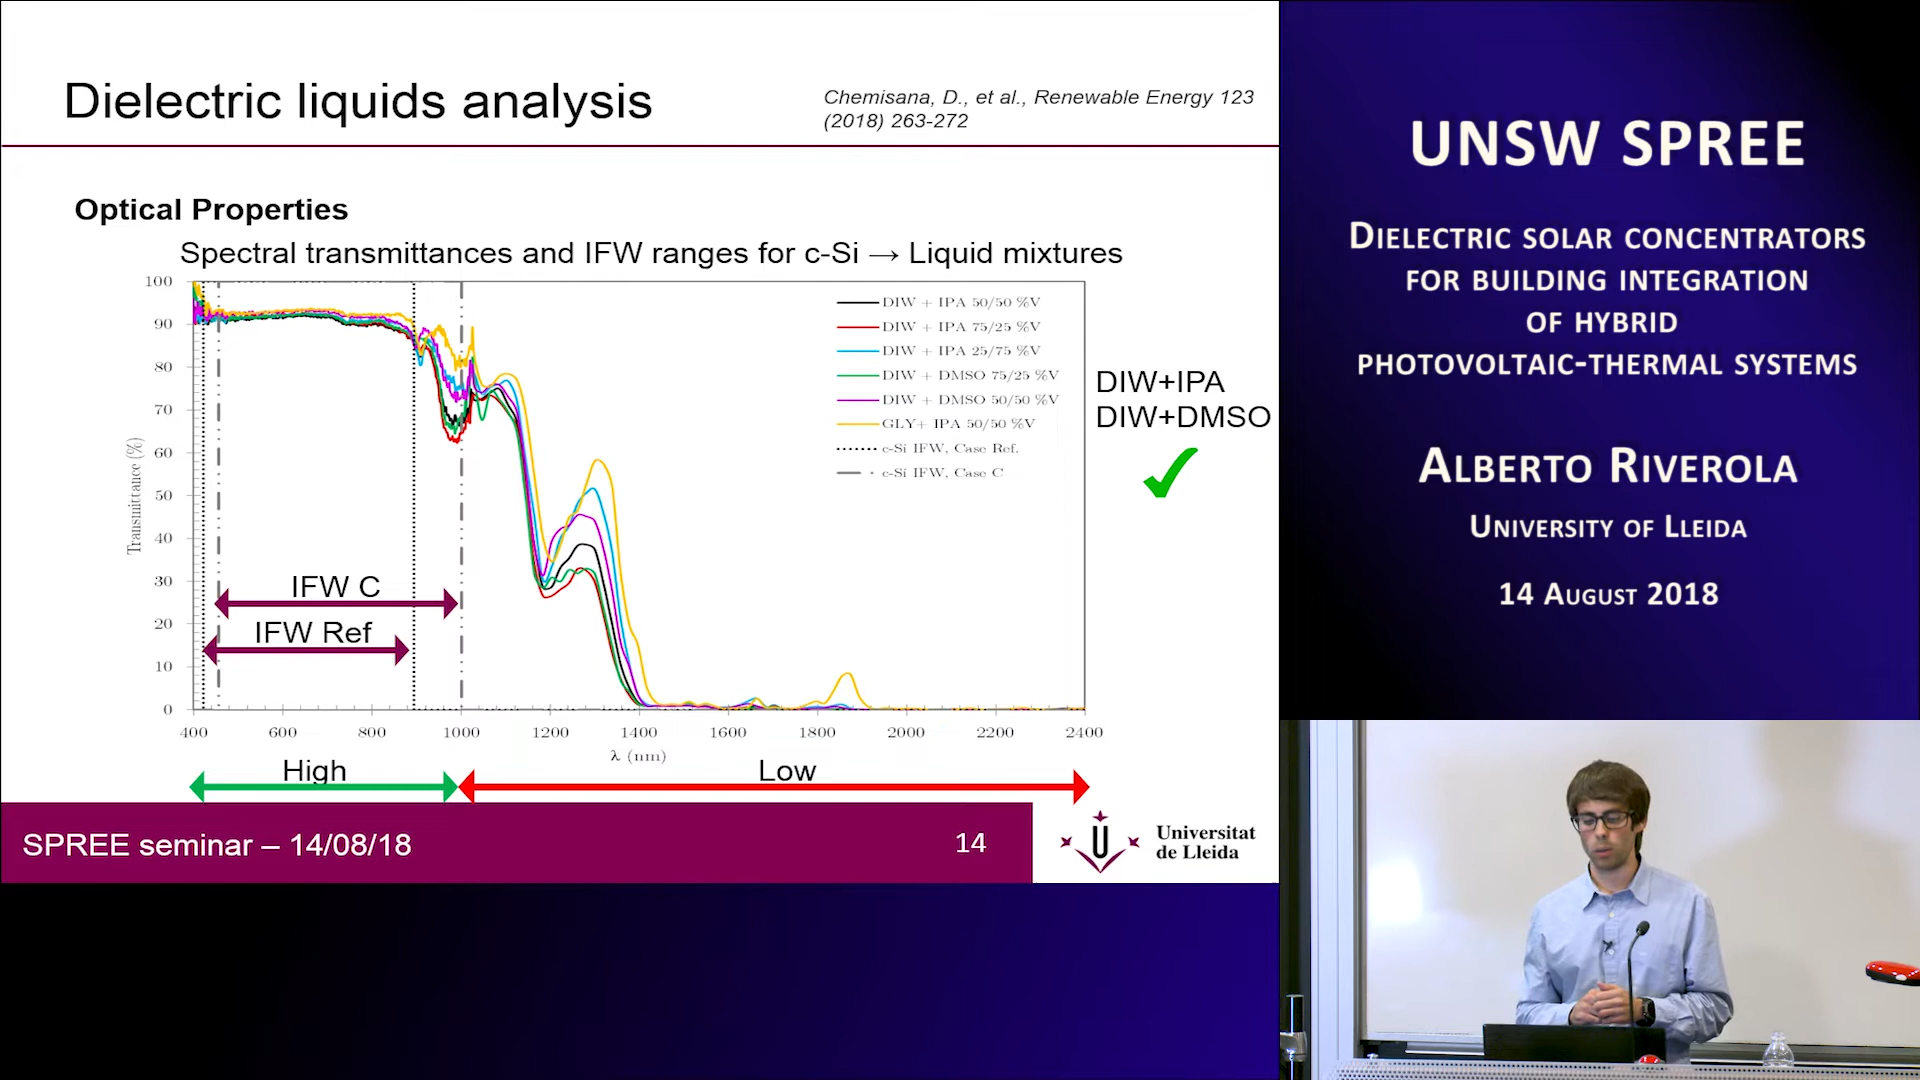 Dielectric liquids analysis
Chemisana, D., et al., Renewable Energy 123
(2018) 263-272
Optical Properties
Spectral transmittances and IFW ranges for c-Si → Liquid mixtures
100
90
80
70
60
50
40
30
20
10
0
Transmittance (%)
DIW + IPA 50/50 %V
DIW + IPA 75/25 %V
DIW + IPA 25/75 %V
DIW + DMSO 75/25 %V
DIW + DMSO 50/50 %V
GLY+ IPA 50/50 %V
c-Si IFW, Case Ref.
c-Si IFW, Case C
IFW C
IFW Ref
400 600 800 1000 1200 1400 1600 1800 2000 2200 2400
λ (nm)
High
Low
DIW+IPA
DIW+DMSO
SPREE seminar – 14/08/18
14
Universitat
de Lleida
UNSW SPREE
DIELECTRIC SOLAR CONCENTRATORS
FOR BUILDING INTEGRATION
OF HYBRID
PHOTOVOLTAIC-THERMAL SYSTEMS
ALBERTO RIVEROLA
UNIVERSITY OF LLEIDA
14 AUGUST 2018